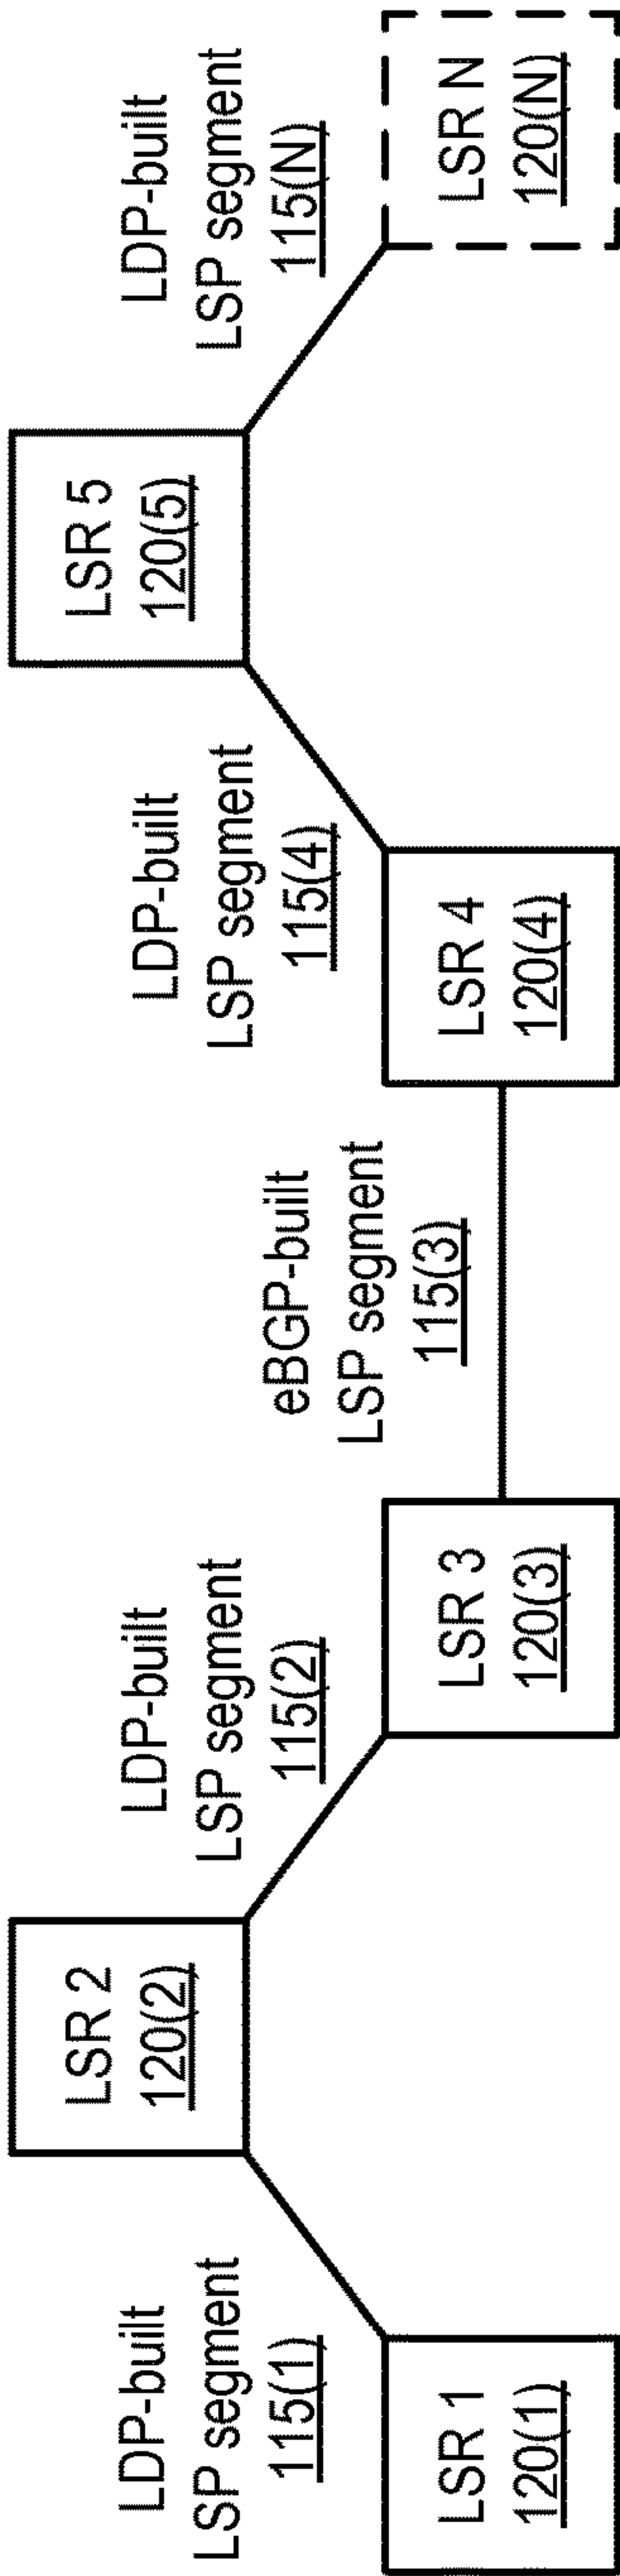 LDP-built
LSP segment
115(1)
LSR 1
120(1)
LSR 2
120(2)
LDP-built
LSP segment
115(2)
LSR 3
120(3)
eBGP-built
LSP segment
115(3)
LSR 4
120(4)
LDP-built
LSP segment
115(4)
LSR 5
120(5)
LDP-built
LSP segment
115(N)
LSR N
120(N)